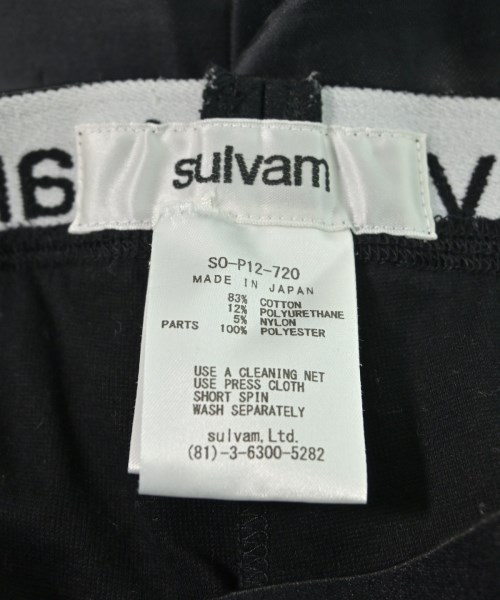 sulvam
SO-P12-720
MADE IN JAPAN
83% COTTON
12% POLYURETHANE
5% NYLON
PARTS 100% POLYESTER
USE A CLEANING NET
USE PRESS CLOTH
SHORT SPIN
WASH SEPARATELY
sulvam,Ltd.
(81)-3-6300-5282